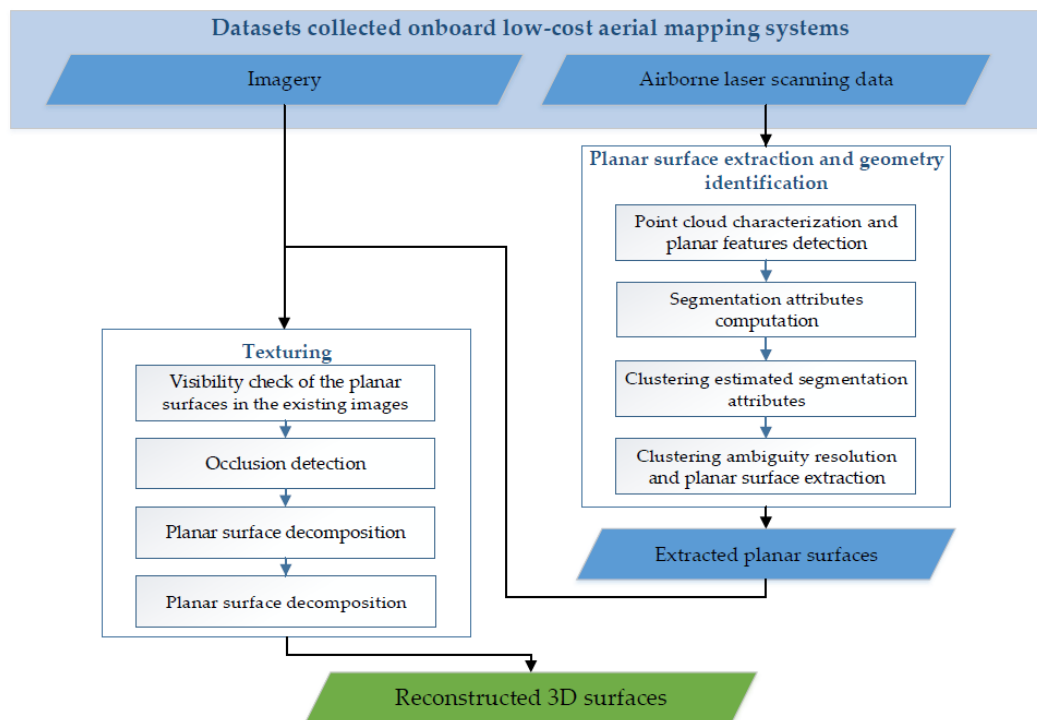 Datasets collected onboard low-cost aerial mapping systems
Imagery
Airborne laser scanning data
Planar surface extraction and geometry
identification
Point cloud characterization and
planar features detection
Segmentation attributes
computation
Clustering estimated segmentation
attributes
Clustering ambiguity resolution
and planar surface extraction
Extracted planar surfaces
Texturing
Visibility check of the planar
surfaces in the existing images
Occlusion detection
Planar surface decomposition
Planar surface decomposition
Reconstructed 3D surfaces